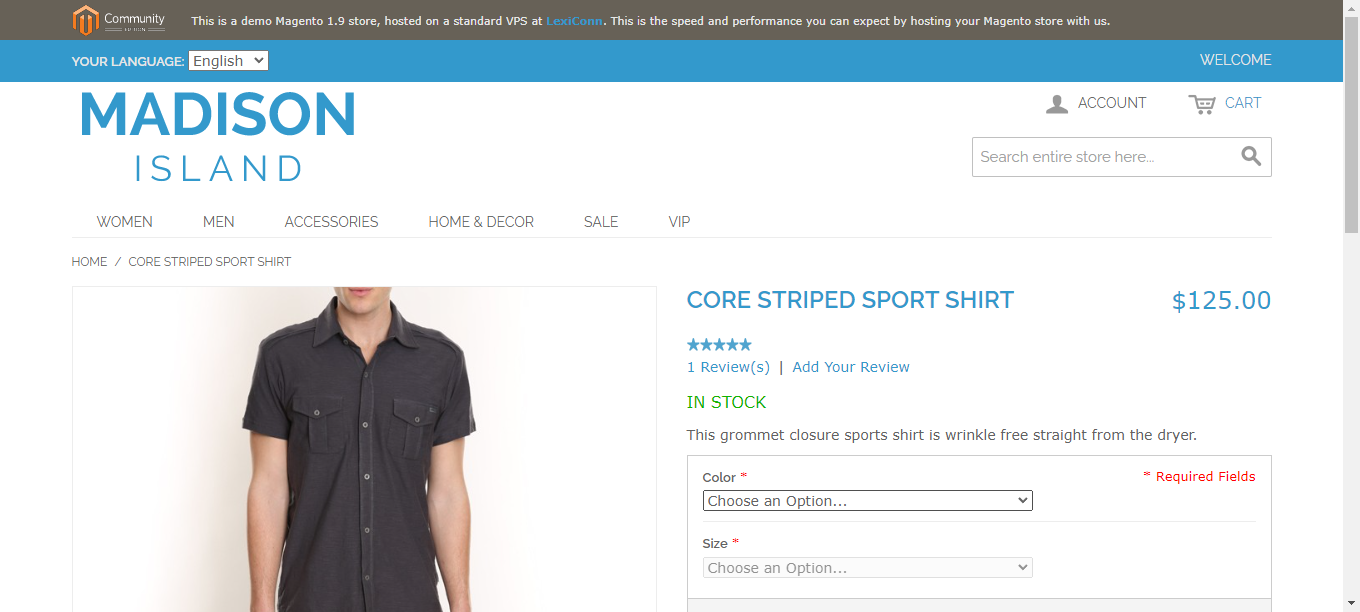 Community
This is a demo Magento 1.9 store, hosted on a standard VPS at LexiConn. This is the speed and performance you can expect by hosting your Magento store with us.
YOUR LANGUAGE: English
WELCOME
MADISON
ISLAND
ACCOUNT
CART
Search entire store here...
WOMEN MEN ACCESSORIES HOME & DECOR SALE VIP
HOME / CORE STRIPED SPORT SHIRT
CORE STRIPED SPORT SHIRT
$125.00
1 Review(s) | Add Your Review
IN STOCK
This grommet closure sports shirt is wrinkle free straight from the dryer.
Color *
* Required Fields
Choose an Option...
Size *
Choose an Option...